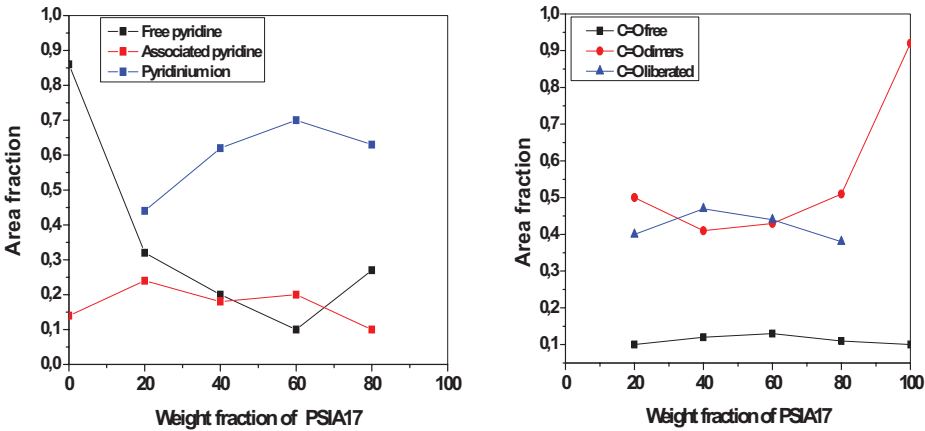 Free pyridine
Associated pyridine
Pyridinium ion
1,0
0,9
0,8
0,7
0,6
0,5
0,4
0,3
0,2
0,1
0,0
Area fraction
0 20 40 60 80 100
Weight fraction of PSIA17
C=O free
C=O dimers
C=O liberated
1,0
0,9
0,8
0,7
0,6
0,5
0,4
0,3
0,2
0,1
Area fraction
0 20 40 60 80 100
Weight fraction of PSIA17